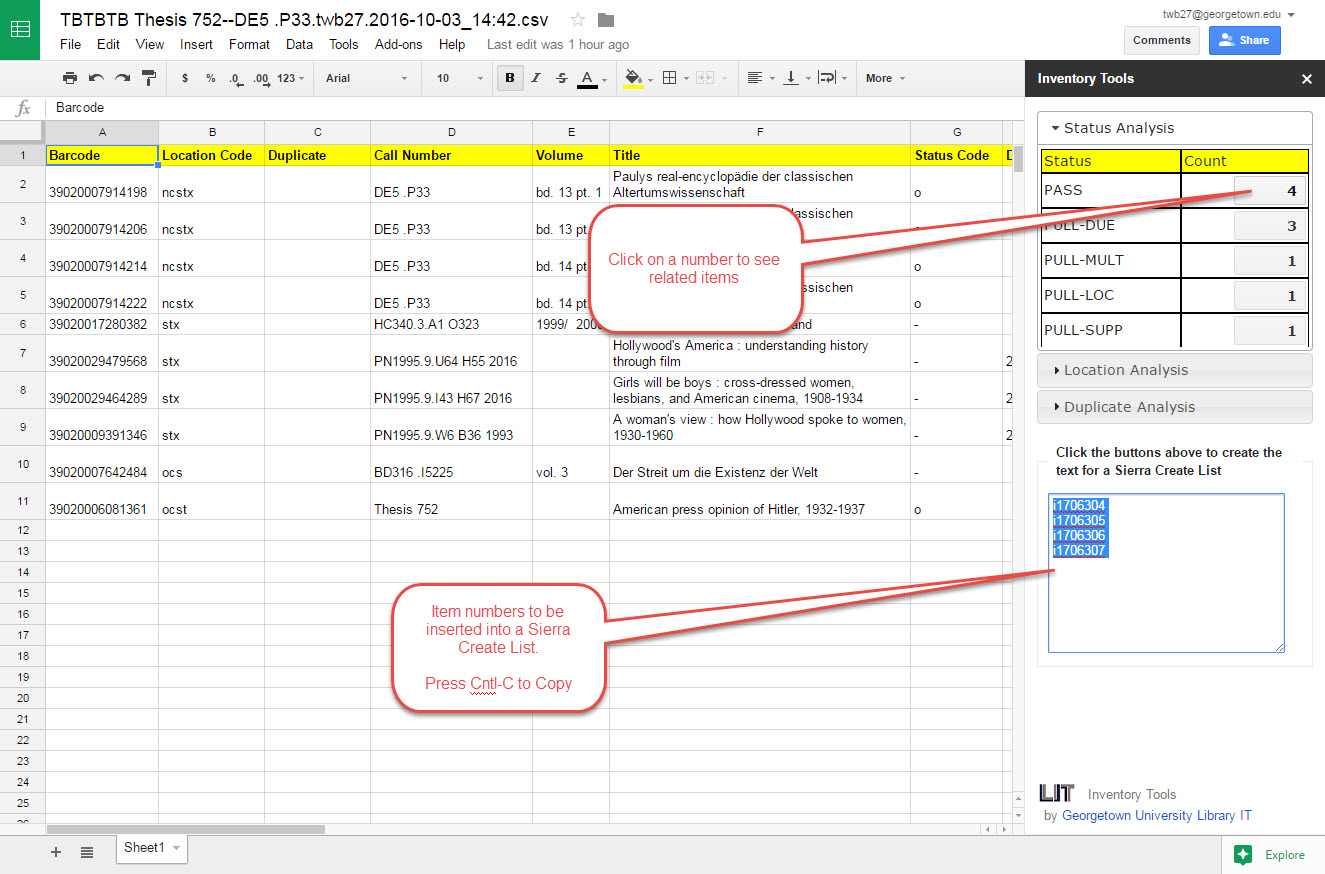 TBTBTB Thesis 752--DE5 .P33.twb27.2016-10-03_14:42.csv
twb27@georgetown.edu
File Edit View Insert Format Data Tools Add-ons Help Last edit was 1 hour ago
Comments Share
$ % .0 .00 123 Arial 10 B I S A More
Inventory Tools
fx Barcode
A B C D E F G
1 Barcode Location Code Duplicate Call Number Volume Title Status Code D
2 39020007914198 ncstx DE5 .P33 bd. 13 pt. 1 Paulys real-encyclopädie der classischen Altertumswissenschaft o
3 39020007914206 ncstx DE5 .P33 bd. 13 pt. classischen
4 39020007914214 ncstx DE5 .P33 bd. 14 pt. classischen o
5 39020007914222 ncstx DE5 .P33 bd. 14 pt. classischen o
6 39020017280382 stx HC340.3.A1 O323 1999/ and -
7 39020029479568 stx PN1995.9.U64 H55 2016 Hollywood's America : understanding history through film - 2
8 39020029464289 stx PN1995.9.I43 H67 2016 Girls will be boys : cross-dressed women, lesbians, and American cinema, 1908-1934 - 2
9 39020009391346 stx PN1995.9.W6 B36 1993 A woman's view : how Hollywood spoke to women, 1930-1960 - 2
10 39020007642484 ocs BD316 .I5225 vol. 3 Der Streit um die Existenz der Welt -
11 39020006081361 ocst Thesis 752 American press opinion of Hitler, 1932-1937 o
12
13
14
15
16
17
18
19
20
21
22
23
24
25
Click on a number to see
related items
Item numbers to be
inserted into a Sierra
Create List.
Press Cntl-C to Copy
Status Analysis
Status Count
PASS 4
PULL-DUE 3
PULL-MULT 1
PULL-LOC 1
PULL-SUPP 1
Location Analysis
Duplicate Analysis
Click the buttons above to create the
text for a Sierra Create List
i1706304
i1706305
i1706306
i1706307
LIT Inventory Tools
by Georgetown University Library IT
Sheet1
Explore